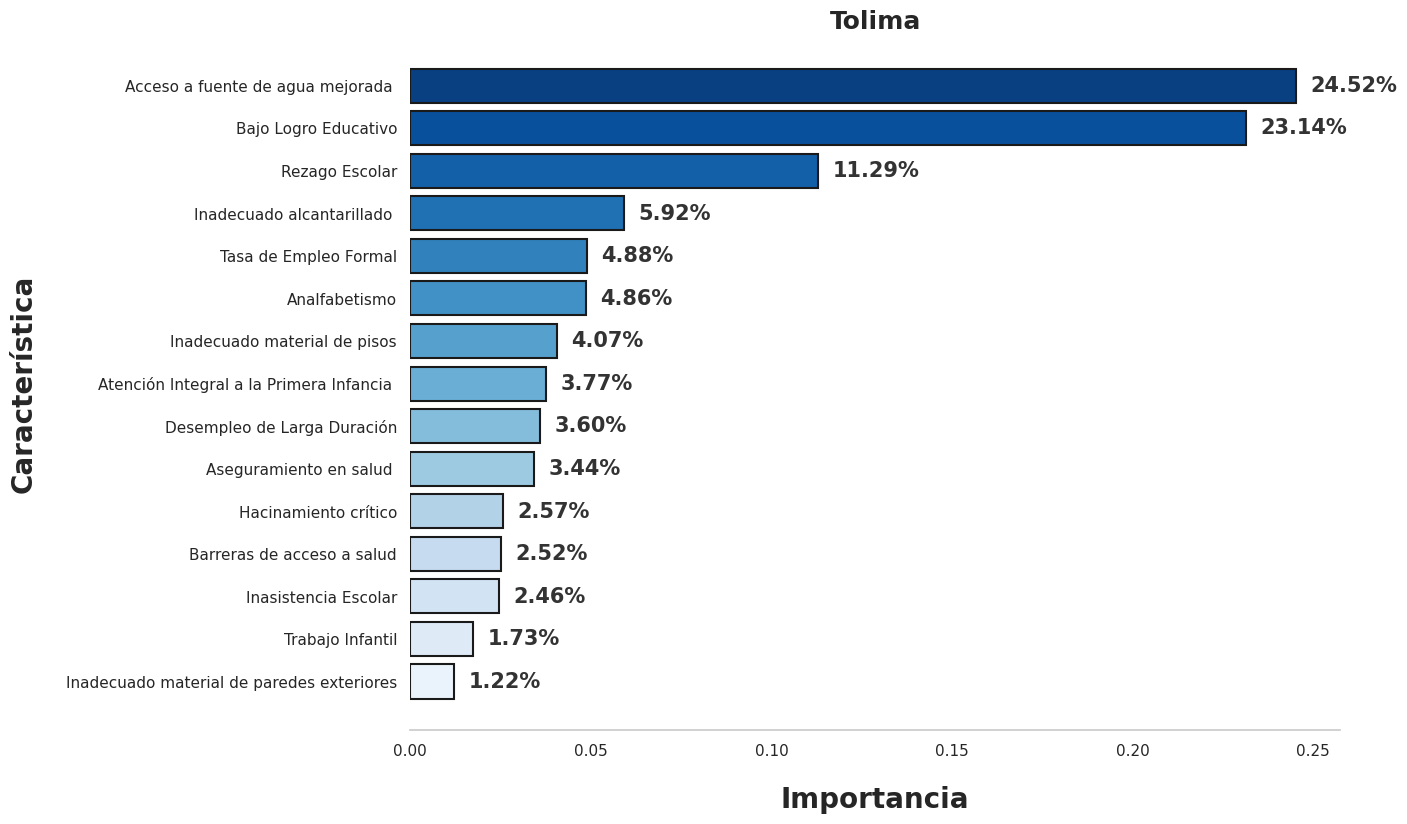 Tolima
Característica
Acceso a fuente de agua mejorada 24.52%
Bajo Logro Educativo 23.14%
Rezago Escolar 11.29%
Inadecuado alcantarillado 5.92%
Tasa de Empleo Formal 4.88%
Analfabetismo 4.86%
Inadecuado material de pisos 4.07%
Atención Integral a la Primera Infancia 3.77%
Desempleo de Larga Duración 3.60%
Aseguramiento en salud 3.44%
Hacinamiento crítico 2.57%
Barreras de acceso a salud 2.52%
Inasistencia Escolar 2.46%
Trabajo Infantil 1.73%
Inadecuado material de paredes exteriores 1.22%
0.00 0.05 0.10 0.15 0.20 0.25
Importancia